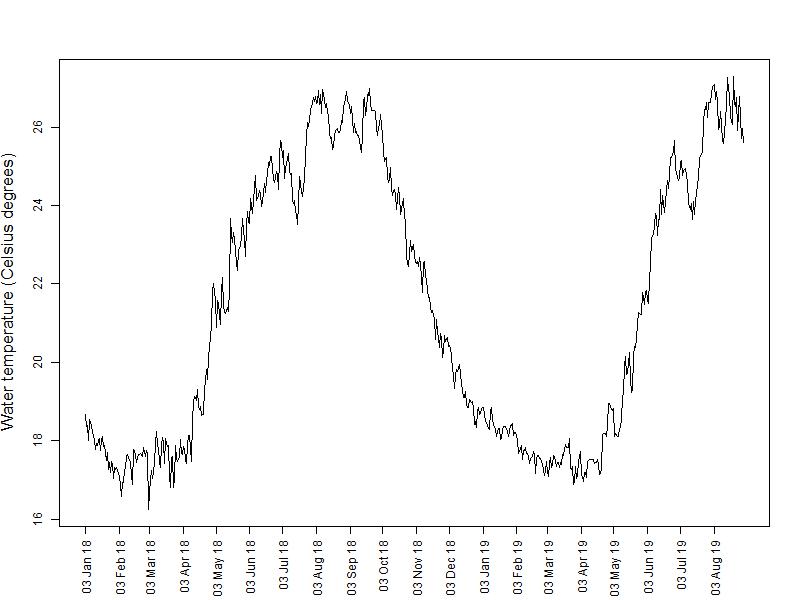 Water temperature (Celsius degrees)
26
24
22
20
18
16
03 Jan 18
03 Feb 18
03 Mar 18
03 Apr 18
03 May 18
03 Jun 18
03 Jul 18
03 Aug 18
03 Sep 18
03 Oct 18
03 Nov 18
03 Dec 18
03 Jan 19
03 Feb 19
03 Mar 19
03 Apr 19
03 May 19
03 Jun 19
03 Jul 19
03 Aug 19